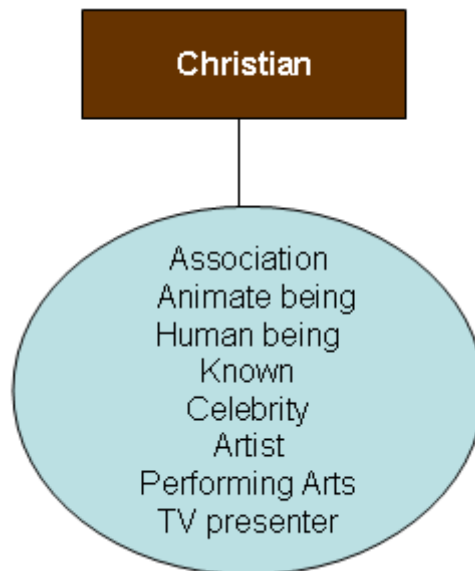 Christian
Association
Animate being
Human being
Known
Celebrity
Artist
Performing Arts
TV presenter